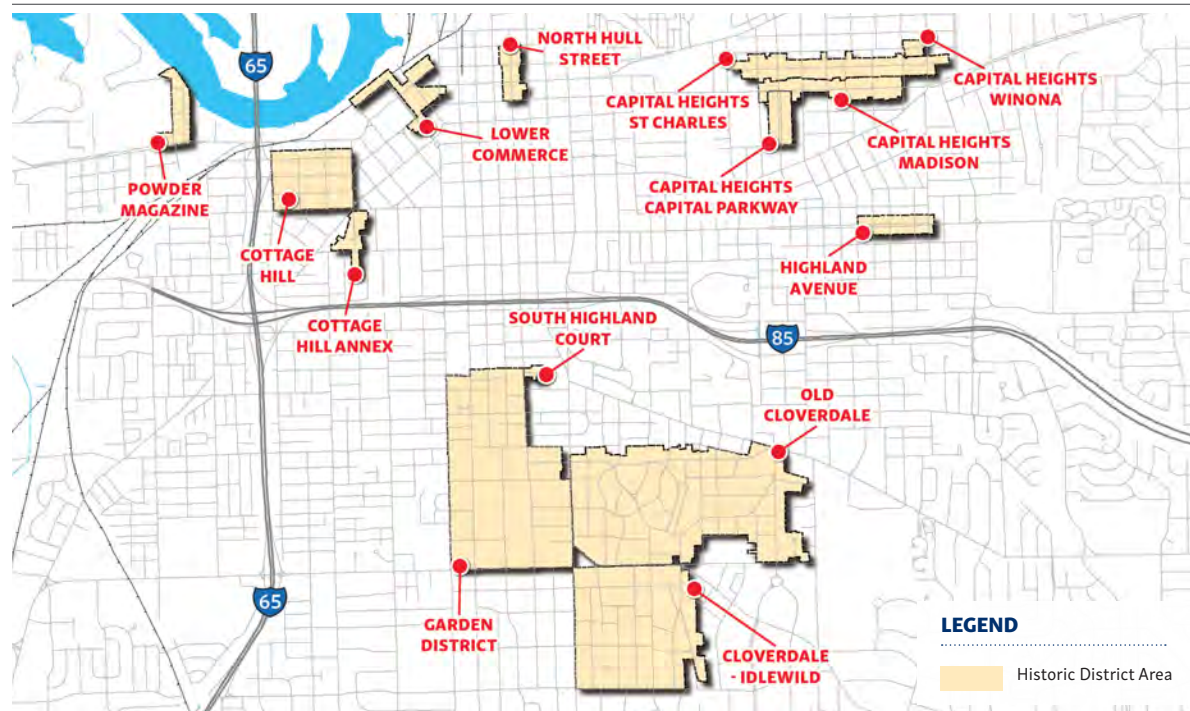 NORTH HULL
STREET
65
CAPITAL HEIGHTS
WINONA
CAPITAL HEIGHTS
ST CHARLES
LOWER
COMMERCE
CAPITAL HEIGHTS
MADISON
POWDER
MAGAZINE
CAPITAL HEIGHTS
CAPITAL PARKWAY
COTTAGE
HILL
HIGHLAND
AVENUE
COTTAGE
HILL ANNEX
SOUTH HIGHLAND
COURT
85
OLD
CLOVERDALE
65
GARDEN
DISTRICT
CLOVERDALE
- IDLEWILD
LEGEND
Historic District Area